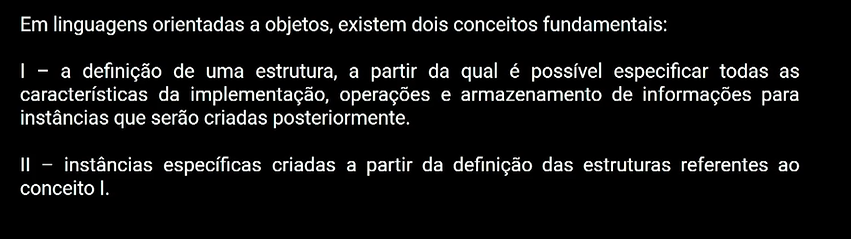 Em linguagens orientadas a objetos, existem dois conceitos fundamentais:
I – a definição de uma estrutura, a partir da qual é possível especificar todas as
características da implementação, operações e armazenamento de informações para
instâncias que serão criadas posteriormente.
II – instâncias específicas criadas a partir da definição das estruturas referentes ao
conceito I.